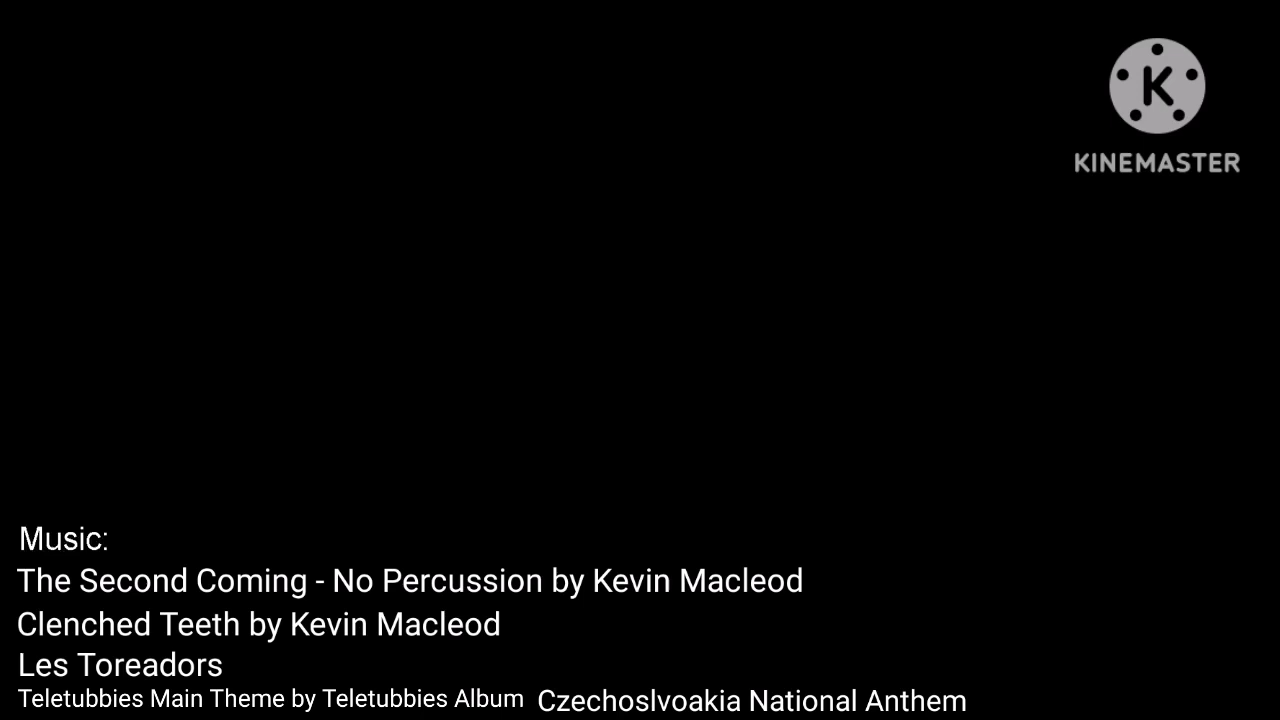 K
KINEMASTER
Music:
The Second Coming - No Percussion by Kevin Macleod
Clenched Teeth by Kevin Macleod
Les Toreadors
Teletubbies Main Theme by Teletubbies Album Czechoslvoakia National Anthem